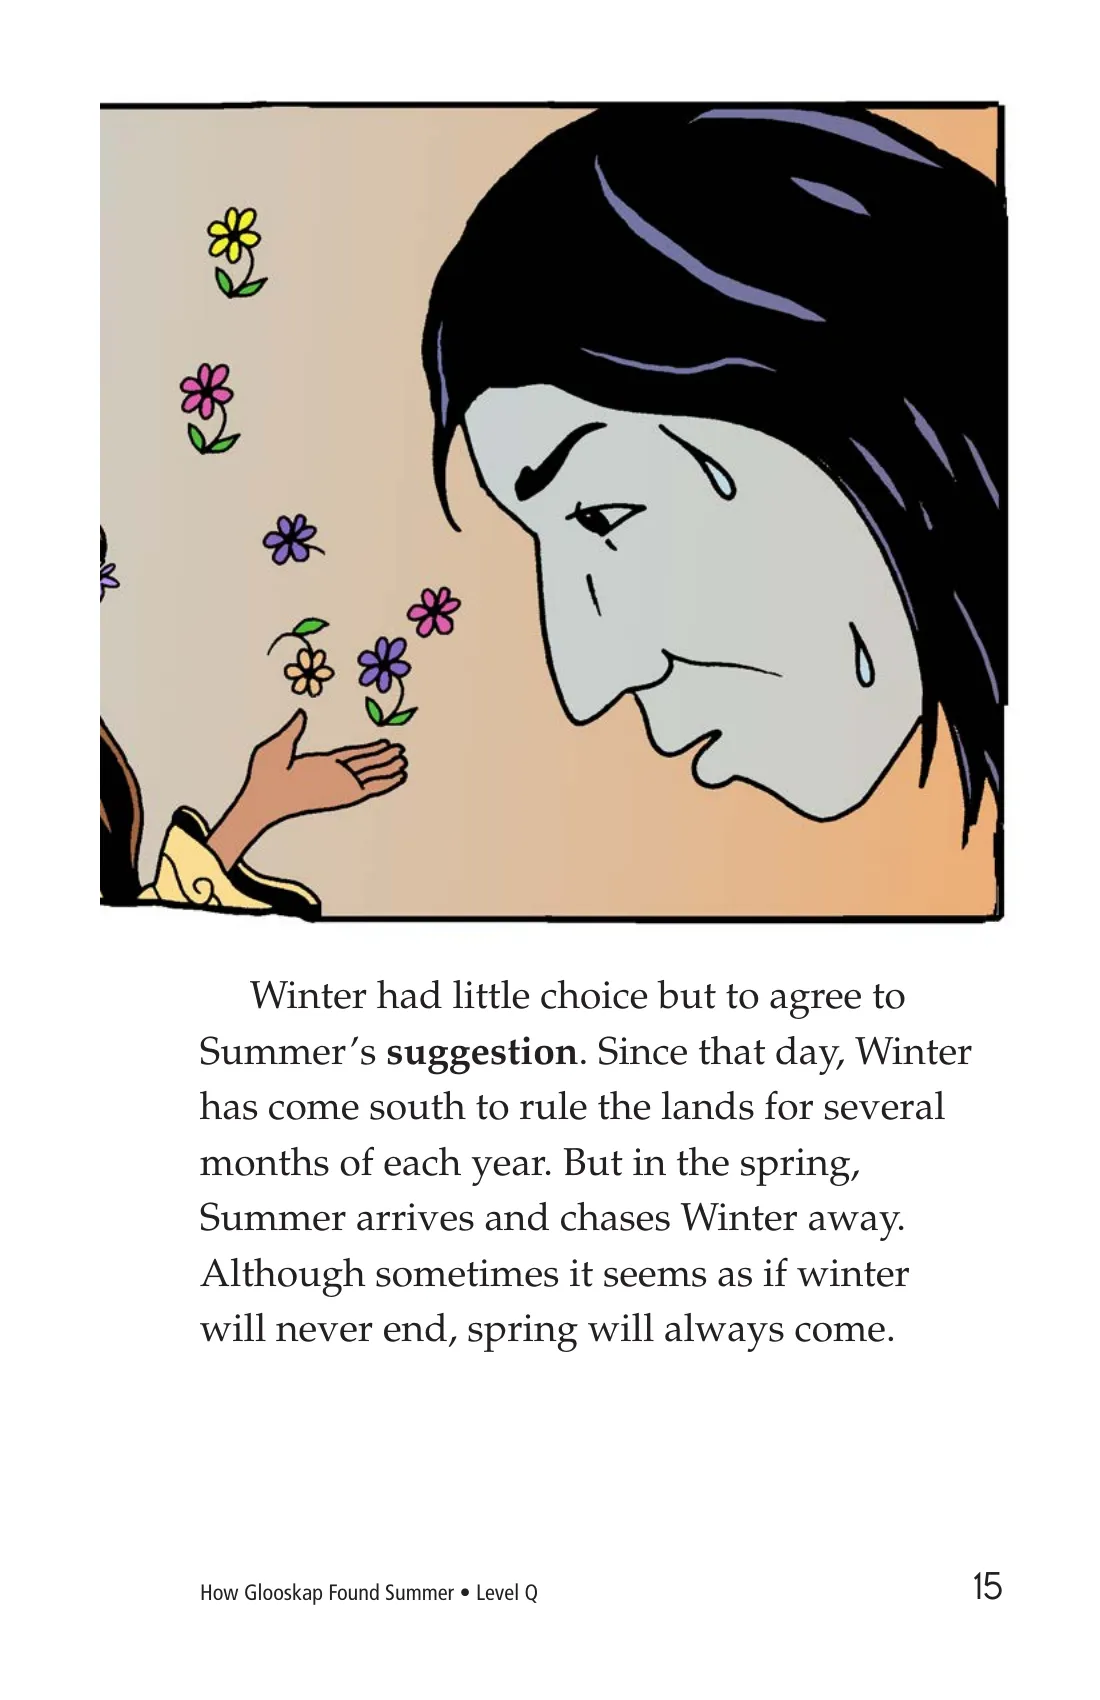 Winter had little choice but to agree to
Summer’s suggestion. Since that day, Winter
has come south to rule the lands for several
months of each year. But in the spring,
Summer arrives and chases Winter away.
Although sometimes it seems as if winter
will never end, spring will always come.
How Glooskap Found Summer • Level Q
15